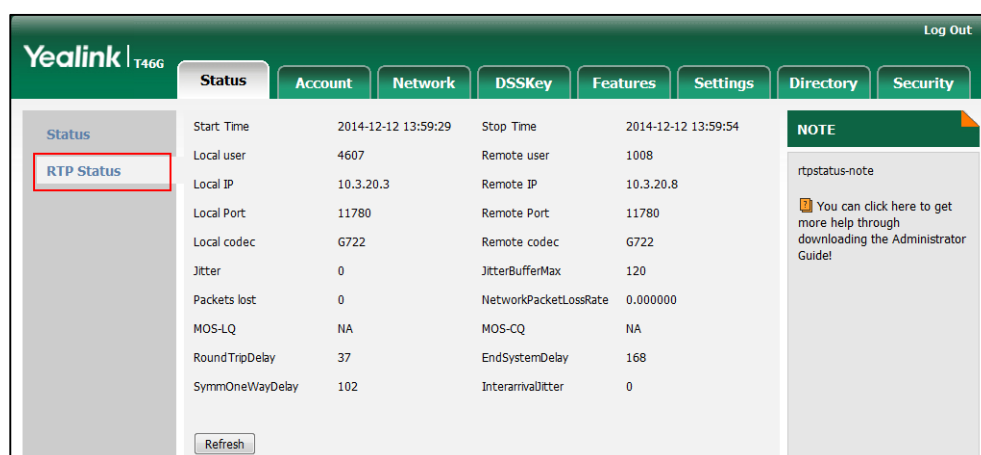 Log Out
Yealink | T46G
Status Account Network DSSKey Features Settings Directory Security
Status
RTP Status
Start Time 2014-12-12 13:59:29 Stop Time 2014-12-12 13:59:54
Local user 4607 Remote user 1008
Local IP 10.3.20.3 Remote IP 10.3.20.8
Local Port 11780 Remote Port 11780
Local codec G722 Remote codec G722
Jitter 0 JitterBufferMax 120
Packets lost 0 NetworkPacketLossRate 0.000000
MOS-LQ NA MOS-CQ NA
RoundTripDelay 37 EndSystemDelay 168
SymmOneWayDelay 102 InterarrivalJitter 0
Refresh
NOTE
rtpstatus-note
? You can click here to get
more help through
downloading the Administrator
Guide!